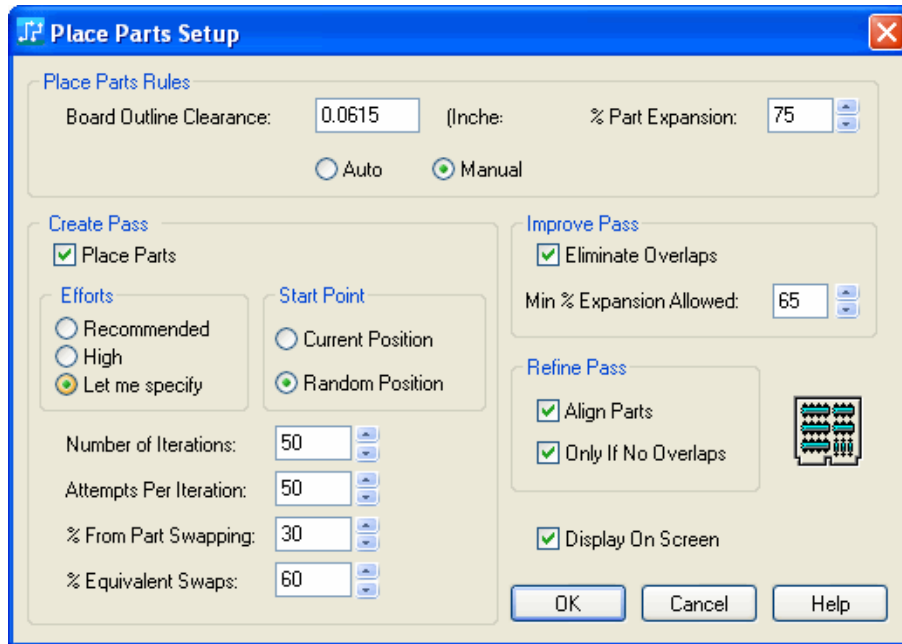 Place Parts Setup
Place Parts Rules
Board Outline Clearance: 0.0615 (Inche: % Part Expansion: 75
Auto Manual
Create Pass
Place Parts
Efforts
Recommended
High
Let me specify
Start Point
Current Position
Random Position
Number of Iterations: 50
Attempts Per Iteration: 50
% From Part Swapping: 30
% Equivalent Swaps: 60
Improve Pass
Eliminate Overlaps
Min % Expansion Allowed: 65
Refine Pass
Align Parts
Only If No Overlaps
Display On Screen
OK Cancel Help